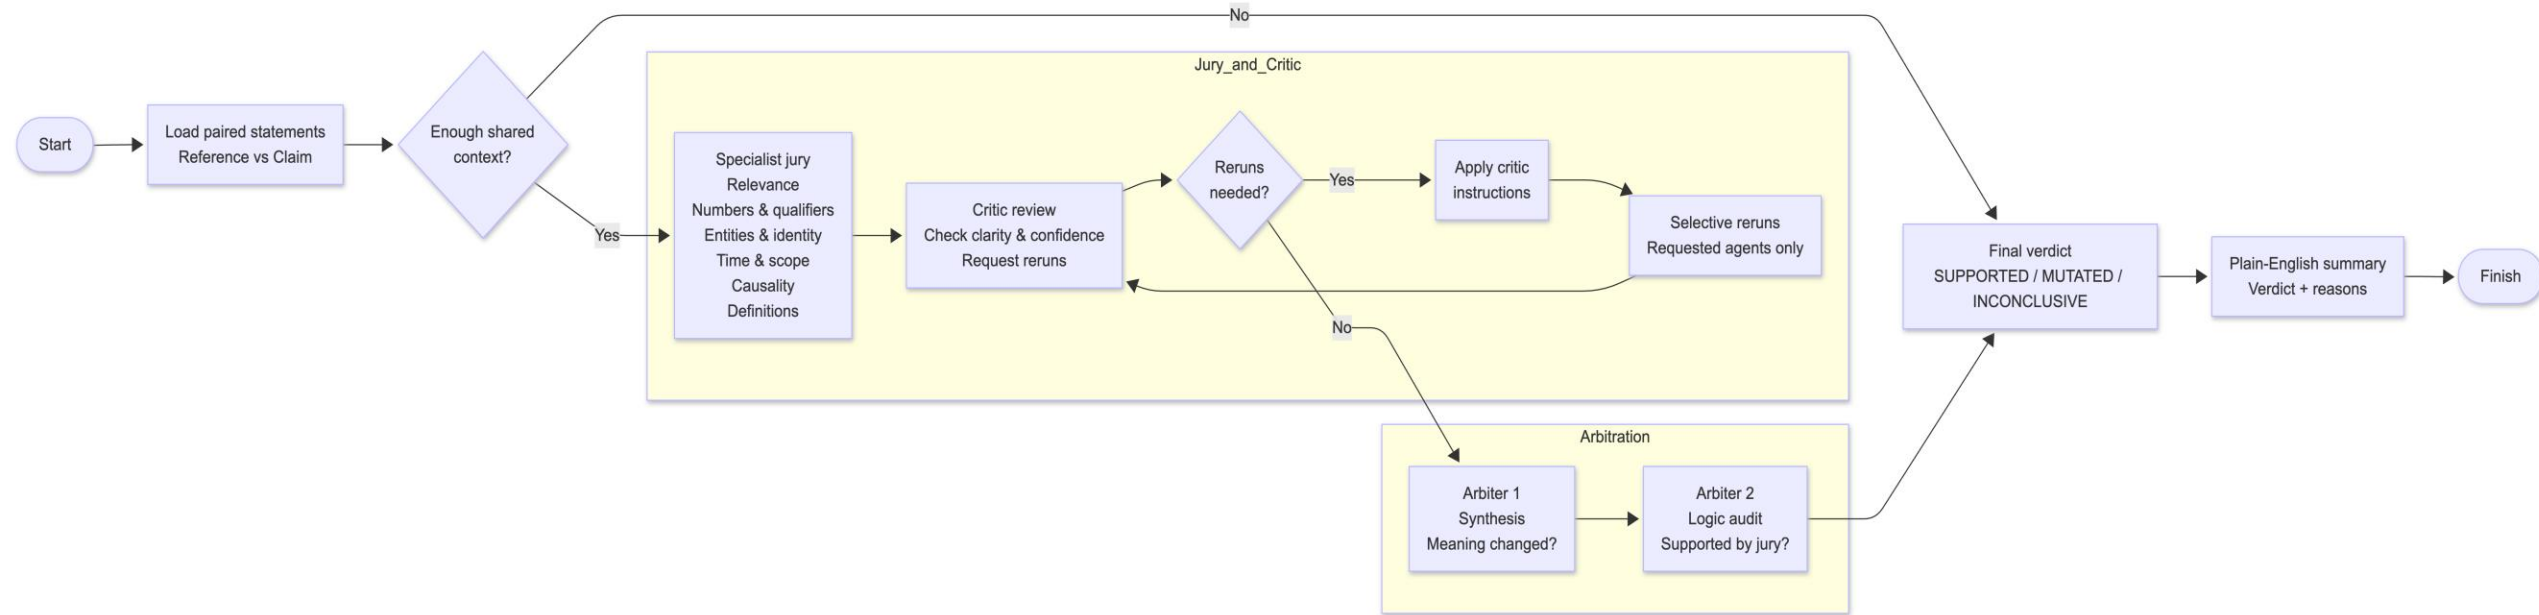 Start
Load paired statements
Reference vs Claim
Enough shared
context?
No
Yes
Jury_and_Critic
Specialist jury
Relevance
Numbers & qualifiers
Entities & identity
Time & scope
Causality
Definitions
Critic review
Check clarity & confidence
Request reruns
Reruns
needed?
Yes
Apply critic
instructions
Selective reruns
Requested agents only
No
Arbitration
Arbiter 1
Synthesis
Meaning changed?
Arbiter 2
Logic audit
Supported by jury?
Final verdict
SUPPORTED / MUTATED /
INCONCLUSIVE
Plain-English summary
Verdict + reasons
Finish